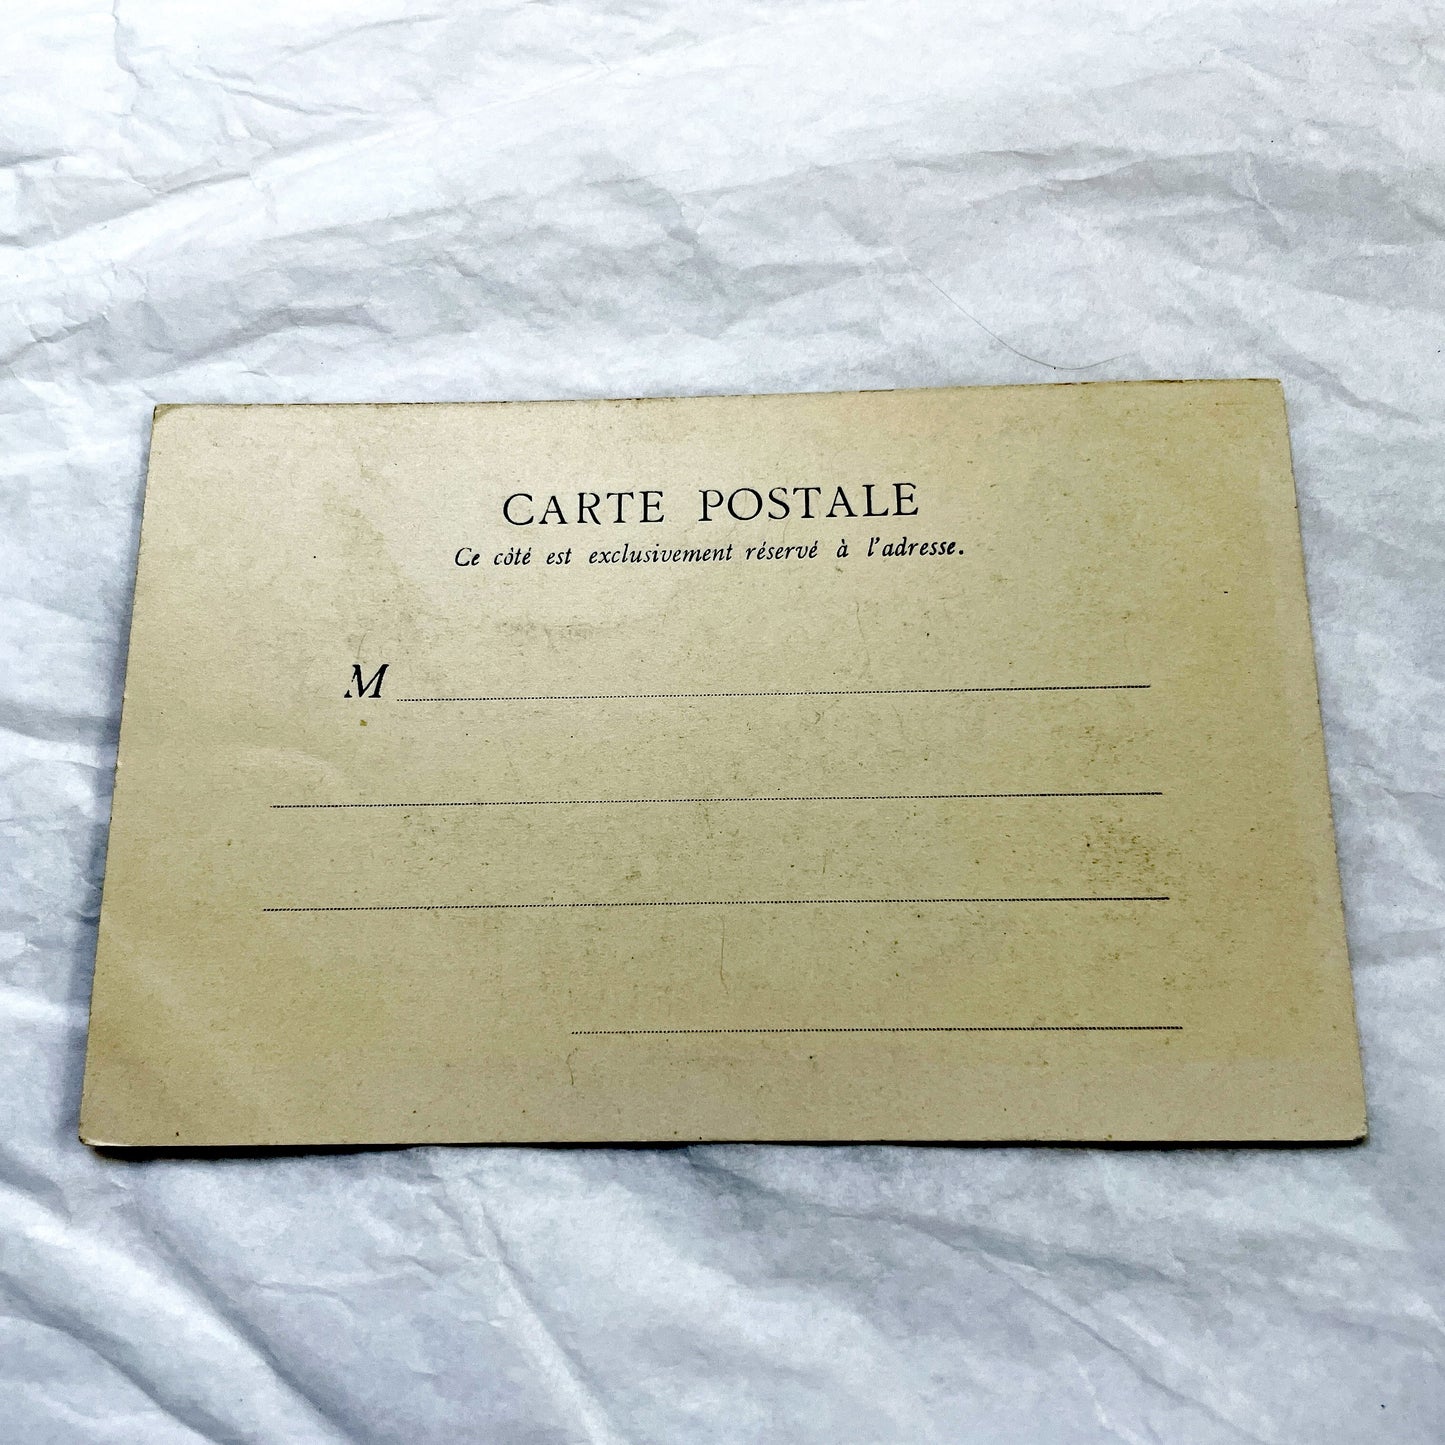 CARTE POSTALE
Ce côté est exclusivement réservé à l'adresse.
M